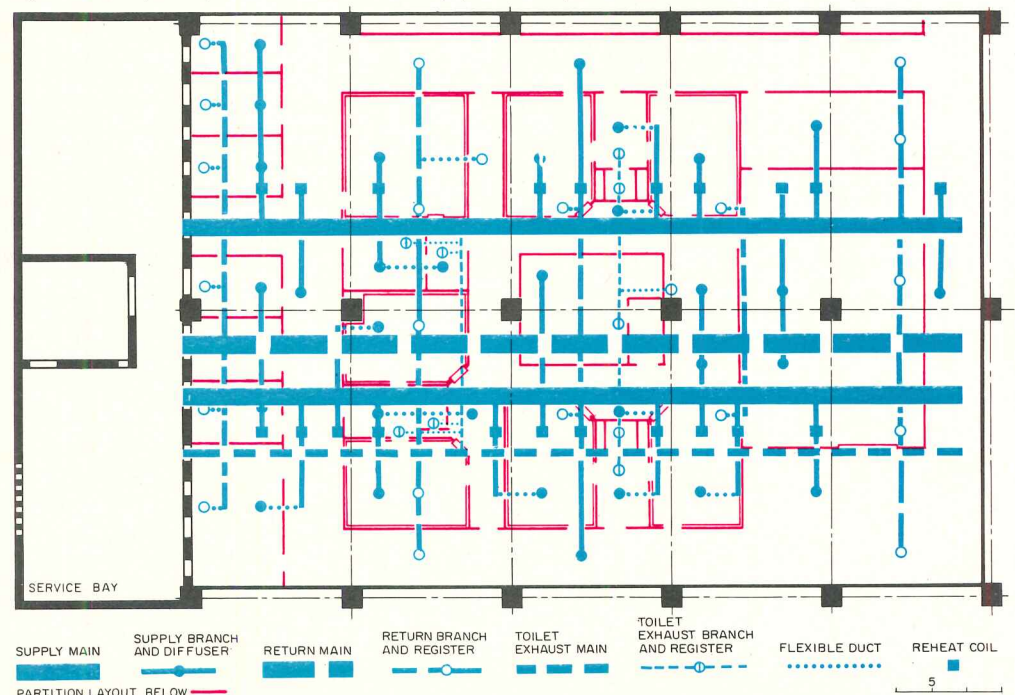 SERVICE BAY
SUPPLY MAIN
SUPPLY BRANCH
AND DIFFUSER
RETURN MAIN
RETURN BRANCH
AND REGISTER
TOILET
EXHAUST MAIN
TOILET
EXHAUST BRANCH
AND REGISTER
FLEXIBLE DUCT
REHEAT COIL
PARTITION LAYOUT BELOW
5